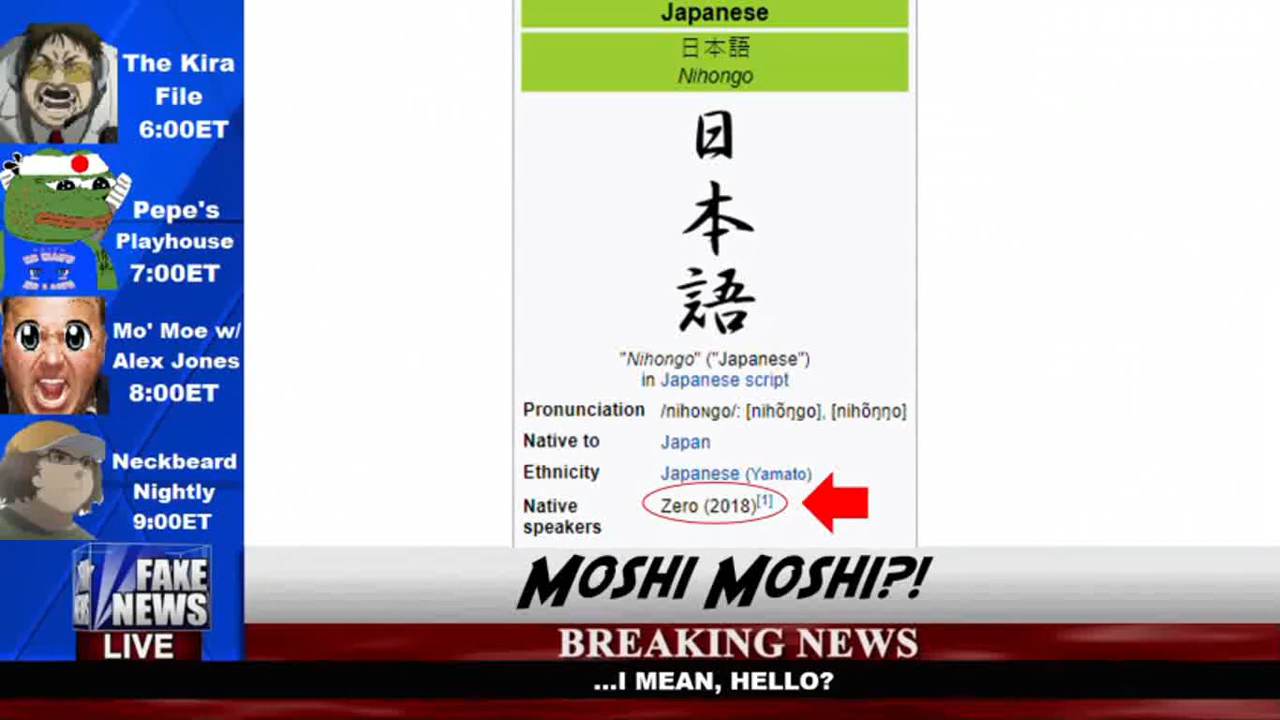 The Kira
File
6:00ET
Pepe's
Playhouse
7:00ET
Mo' Moe w/
Alex Jones
8:00ET
Neckbeard
Nightly
9:00ET
FAKE
NEWS
LIVE
Japanese
日本語
Nihongo
日
本
語
"Nihongo" ("Japanese")
in Japanese script
Pronunciation /nihoɴɡo/: [nihõŋɡo], [nihõŋŋo]
Native to Japan
Ethnicity Japanese (Yamato)
Native speakers Zero (2018)[1]
MOSHI MOSHI?!
BREAKING NEWS
...I MEAN, HELLO?